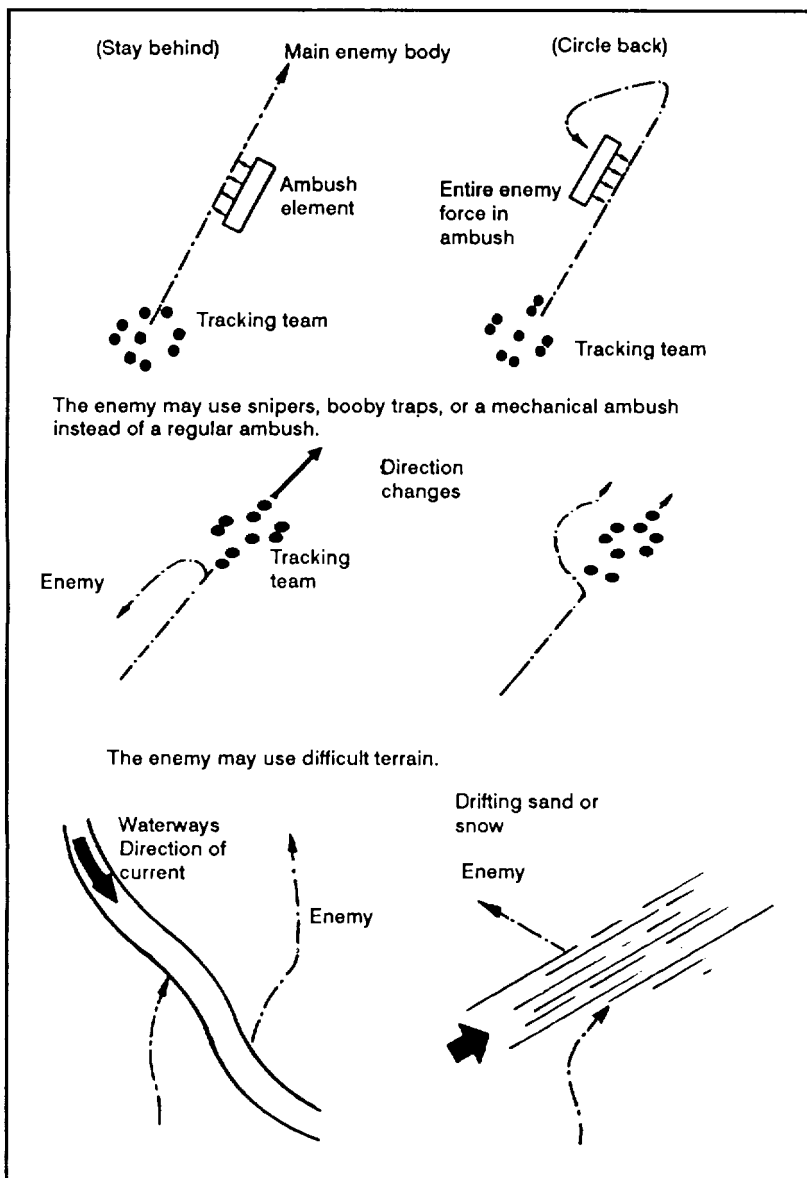 (Stay behind)
Main enemy body
(Circle back)
Ambush
element
Entire enemy
force in
ambush
Tracking team
Tracking team
The enemy may use snipers, booby traps, or a mechanical ambush
instead of a regular ambush.
Direction
changes
Tracking
team
Enemy
The enemy may use difficult terrain.
Waterways
Direction of
current
Enemy
Drifting sand or
snow
Enemy